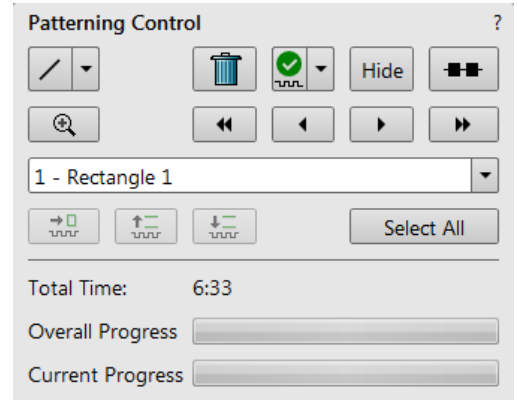 Patterning Control ?
Hide
1 - Rectangle 1
Select All
Total Time: 6:33
Overall Progress
Current Progress